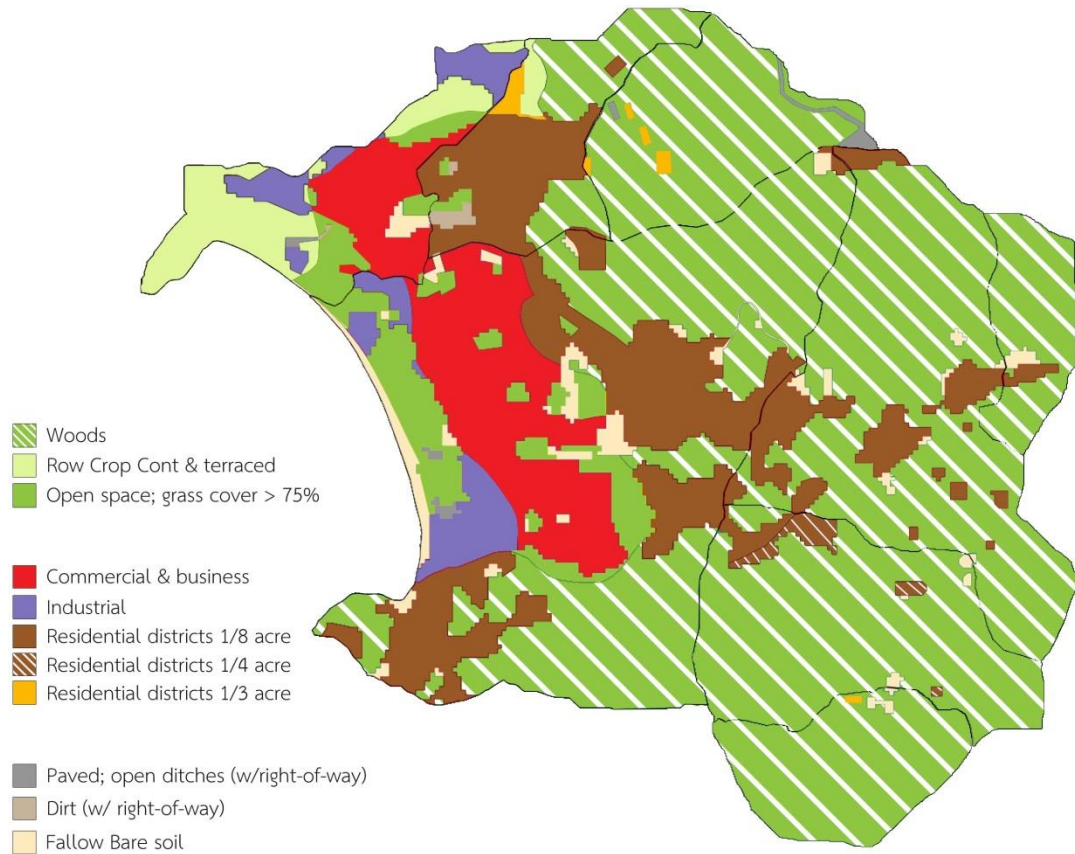 Woods
Row Crop Cont & terraced
Open space; grass cover > 75%
Commercial & business
Industrial
Residential districts 1/8 acre
Residential districts 1/4 acre
Residential districts 1/3 acre
Paved; open ditches (w/right-of-way)
Dirt (w/ right-of-way)
Fallow Bare soil